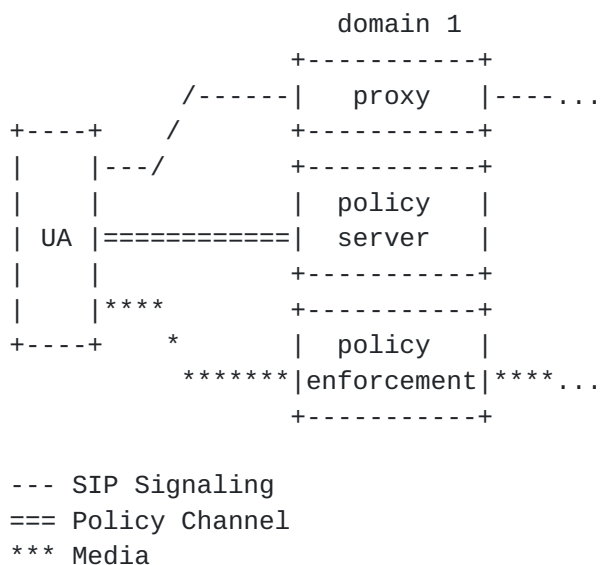 domain 1
proxy ...
UA policy
server
policy
enforcement ...
--- SIP Signaling
=== Policy Channel
*** Media